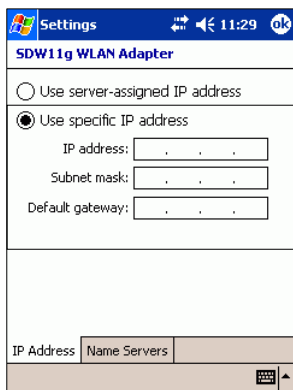 Settings 11:29 ok
SDW11g WLAN Adapter
Use server-assigned IP address
Use specific IP address
IP address: . . .
Subnet mask: . . .
Default gateway: . . .
IP Address Name Servers